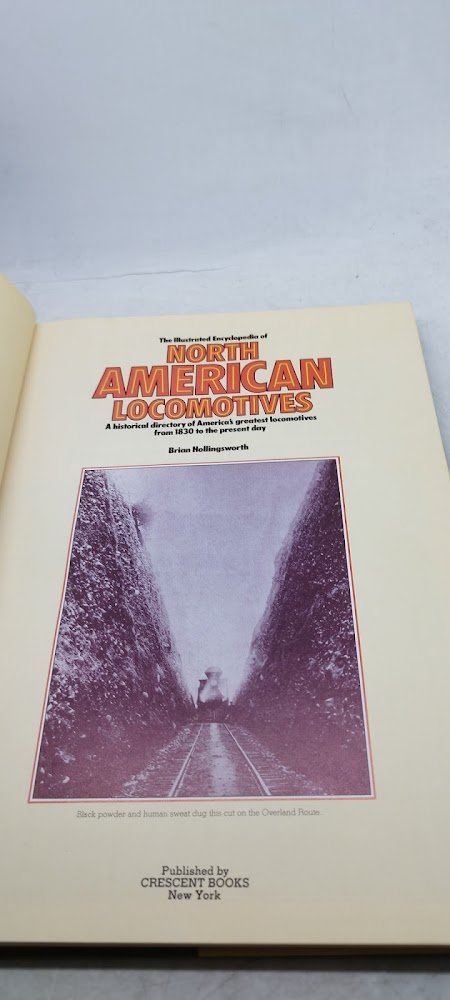 The Illustrated Encyclopedia of
NORTH
AMERICAN
LOCOMOTIVES
A historical directory of America's greatest locomotives
from 1830 to the present day
Brian Hollingsworth
Black powder and human sweat dug this cut on the Overland Route.
Published by
CRESCENT BOOKS
New York